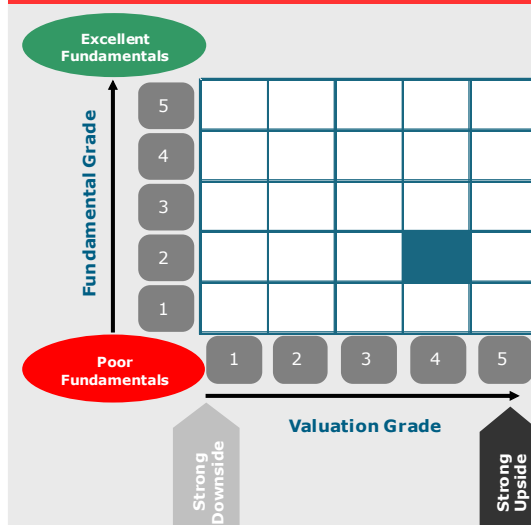 Excellent
Fundamentals
Fundamental Grade
5
4
3
2
1
Poor
Fundamentals
1 2 3 4 5
Valuation Grade
Strong
Downside
Strong
Upside